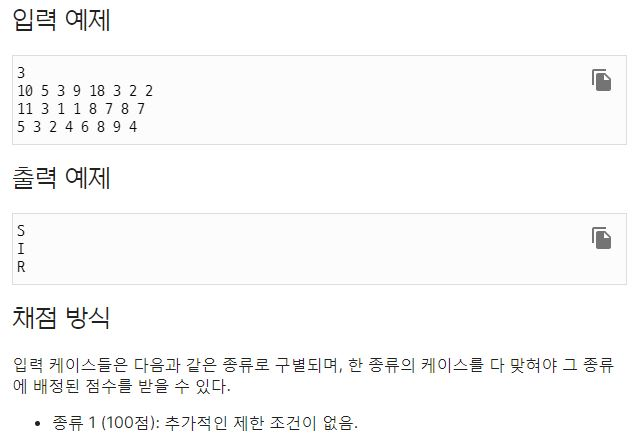 입력 예제
3
10 5 3 9 18 3 2 2
11 3 1 1 8 7 8 7
5 3 2 4 6 8 9 4
출력 예제
S
I
R
채점 방식
입력 케이스들은 다음과 같은 종류로 구별되며, 한 종류의 케이스를 다 맞혀야 그 종류
에 배정된 점수를 받을 수 있다.
• 종류 1 (100점): 추가적인 제한 조건이 없음.